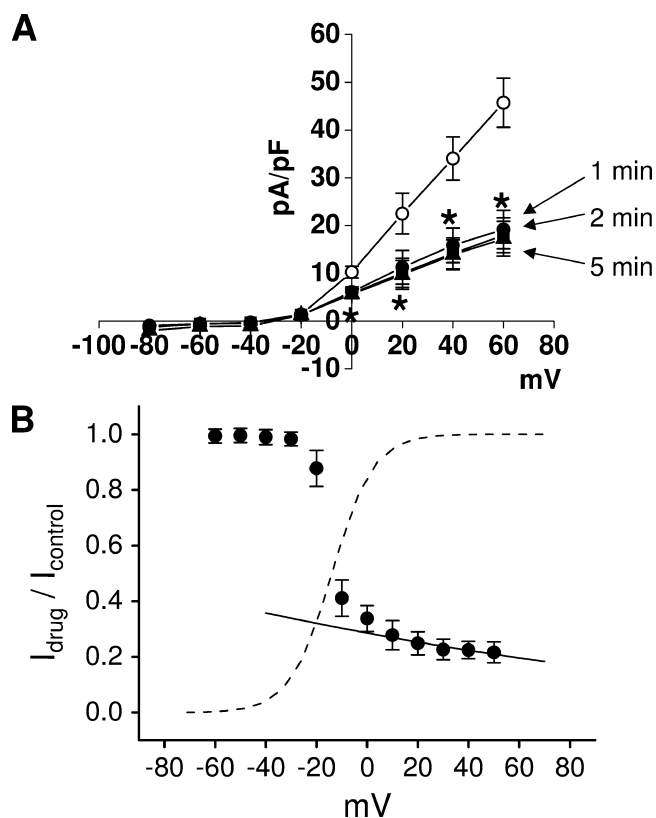 A
60
50
40
30
20
10
0
-10
pA/pF
* * * *
1 min
2 min
5 min
-100 -80 -60 -40 -20 0 20 40 60 80
mV
B
1.0
0.8
0.6
0.4
0.2
0.0
Idrug / Icontrol
-80 -60 -40 -20 0 20 40 60 80
mV